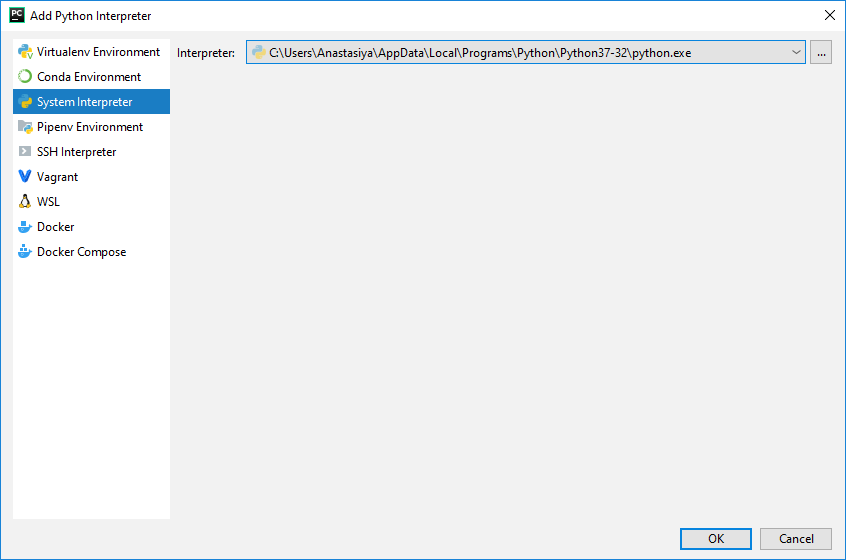 PC Add Python Interpreter
Virtualenv Environment
Conda Environment
System Interpreter
Pipenv Environment
SSH Interpreter
Vagrant
WSL
Docker
Docker Compose
Interpreter: C:\Users\Anastasiya\AppData\Local\Programs\Python\Python37-32\python.exe ...
OK Cancel